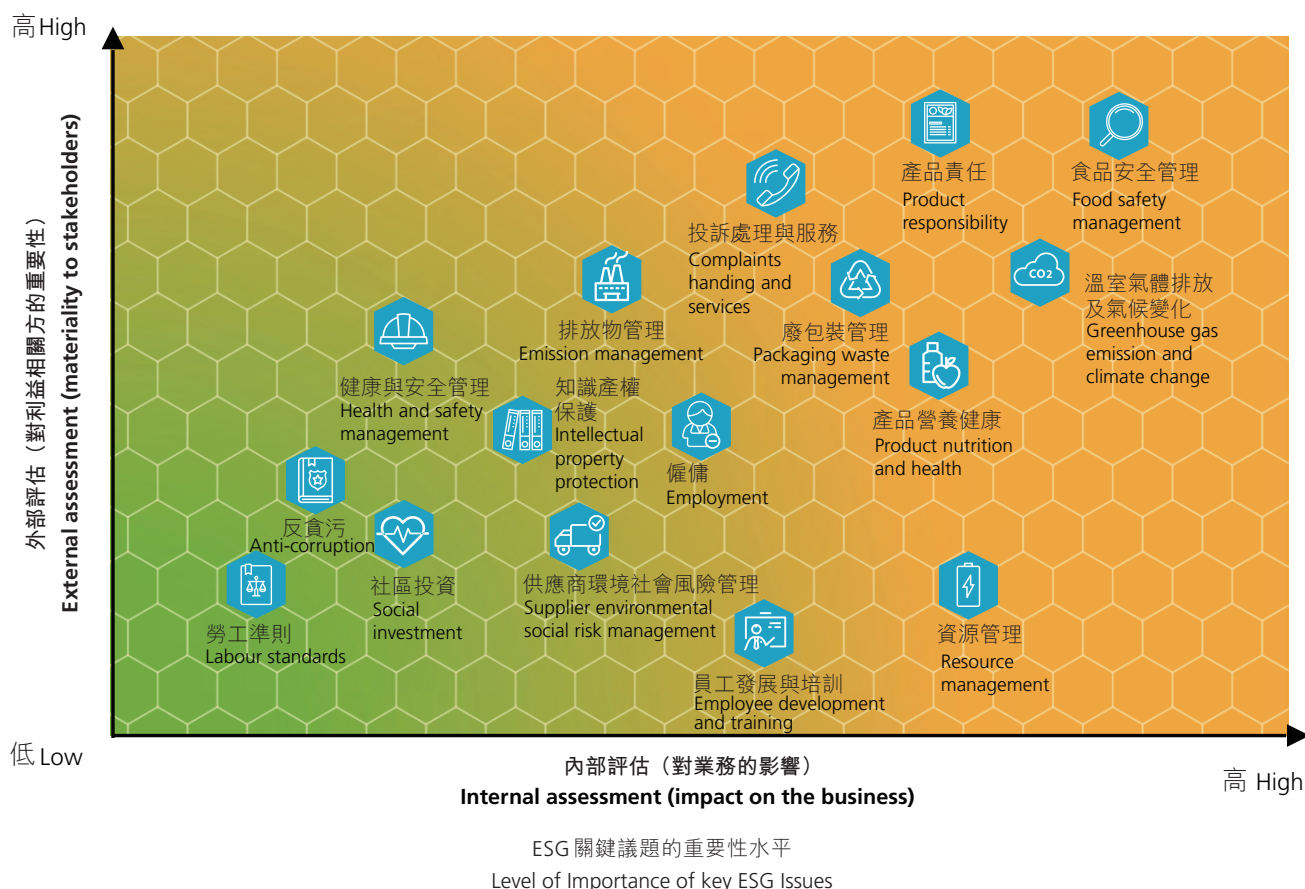 高 High
外部評估（對利益相關方的重要性）
External assessment (materiality to stakeholders)
產品責任
Product
responsibility
食品安全管理
Food safety
management
投訴處理與服務
Complaints
handing and
services
CO2
溫室氣體排放
及氣候變化
Greenhouse gas
emission and
climate change
排放物管理
Emission management
廢包裝管理
Packaging waste
management
健康與安全管理
Health and safety
management
知識產權
保護
Intellectual
property
protection
僱傭
Employment
產品營養健康
Product nutrition
and health
反貪污
Anti-corruption
社區投資
Social
investment
供應商環境社會風險管理
Supplier environmental
social risk management
勞工準則
Labour standards
員工發展與培訓
Employee development
and training
資源管理
Resource
management
低 Low
內部評估（對業務的影響）
Internal assessment (impact on the business)
高 High
ESG 關鍵議題的重要性水平
Level of Importance of key ESG Issues